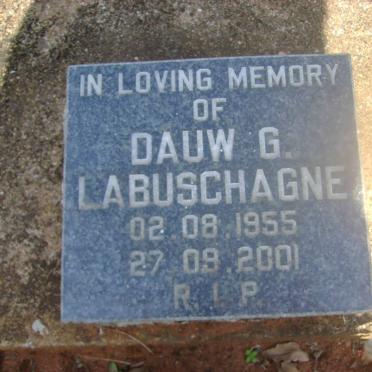 IN LOVING MEMORY
OF
DAUW G.
LABUSCHAGNE
02.08.1955
27.09.2001
R.I.P.